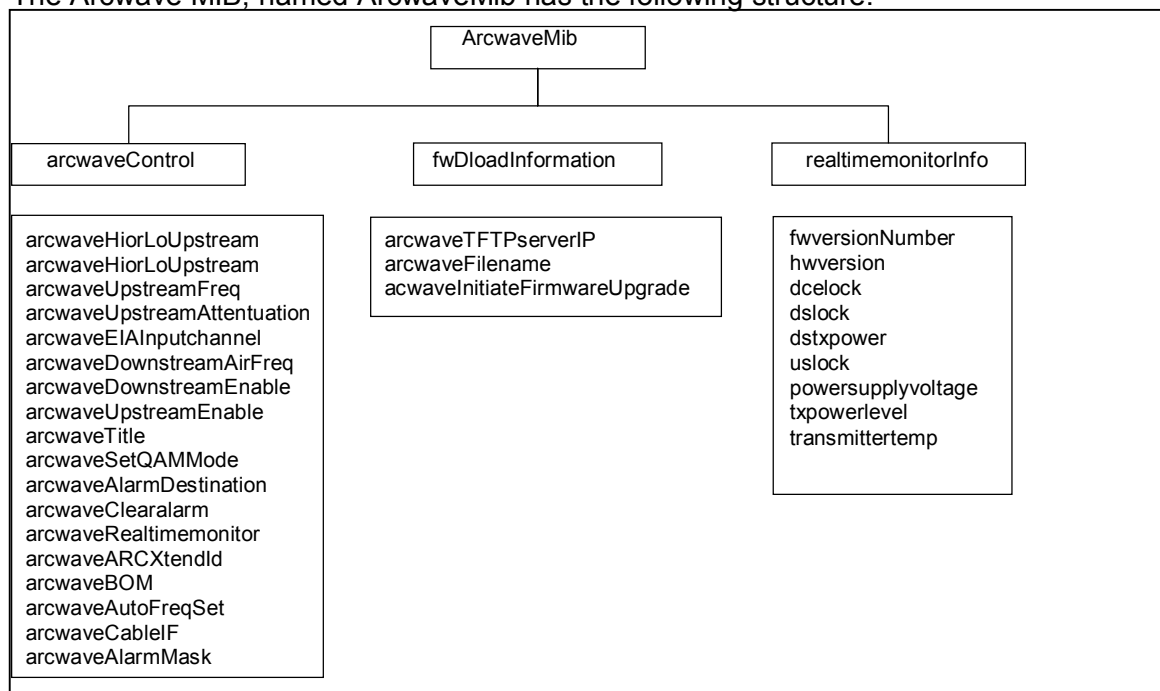 The Arcwave MIB, named ArcwaveMib has the following structure:
ArcwaveMib
arcwaveControl
fwDloadInformation
realtimemonitorInfo
arcwaveHiorLoUpstream
arcwaveHiorLoUpstream
arcwaveUpstreamFreq
arcwaveUpstreamAttentuation
arcwaveEIAInputchannel
arcwaveDownstreamAirFreq
arcwaveDownstreamEnable
arcwaveUpstreamEnable
arcwaveTitle
arcwaveSetQAMMode
arcwaveAlarmDestination
arcwaveClearalarm
arcwaveRealtimemonitor
arcwaveARCXtendId
arcwaveBOM
arcwaveAutoFreqSet
arcwaveCableIF
arcwaveAlarmMask
arcwaveTFTPserverIP
arcwaveFilename
acwaveInitiateFirmwareUpgrade
fwversionNumber
hwversion
dcelock
dslock
dstxpower
uslock
powersupplyvoltage
txpowerlevel
transmittertemp